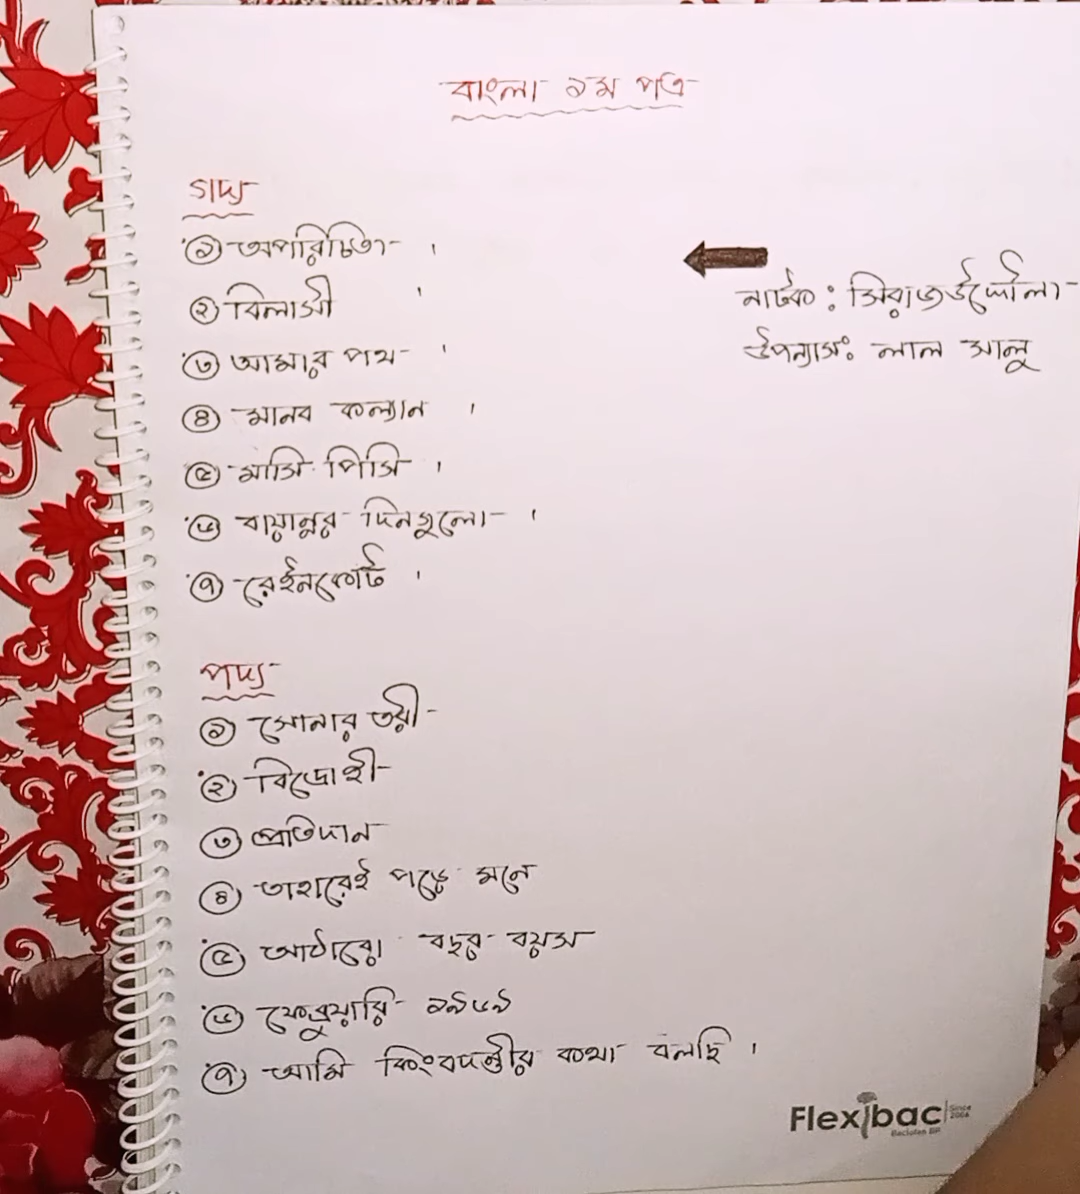 বাংলা ১ম পত্র
গদ্য
১ অপরিচিতা ।
২ বিলাসী ।
৩ আমার পথ ।
৪ মানব কল্যান ।
৫ মাসি পিসি ।
৬ বায়ান্নর দিনগুলো ।
৭ রেইনকোট ।
নাটক : সিরাজউদ্দৌলা
উপন্যাস: লাল সালু
পদ্য
১ সোনার তরী
২ বিদ্রোহী
৩ প্রতিদান
৪ তাহারেই পড়ে মনে
৫ আঠারো বছর বয়স
৬ ফেব্রুয়ারি ১৯৬৯
৭ আমি কিংবদন্তীর কথা বলছি ।
Flexibac Since